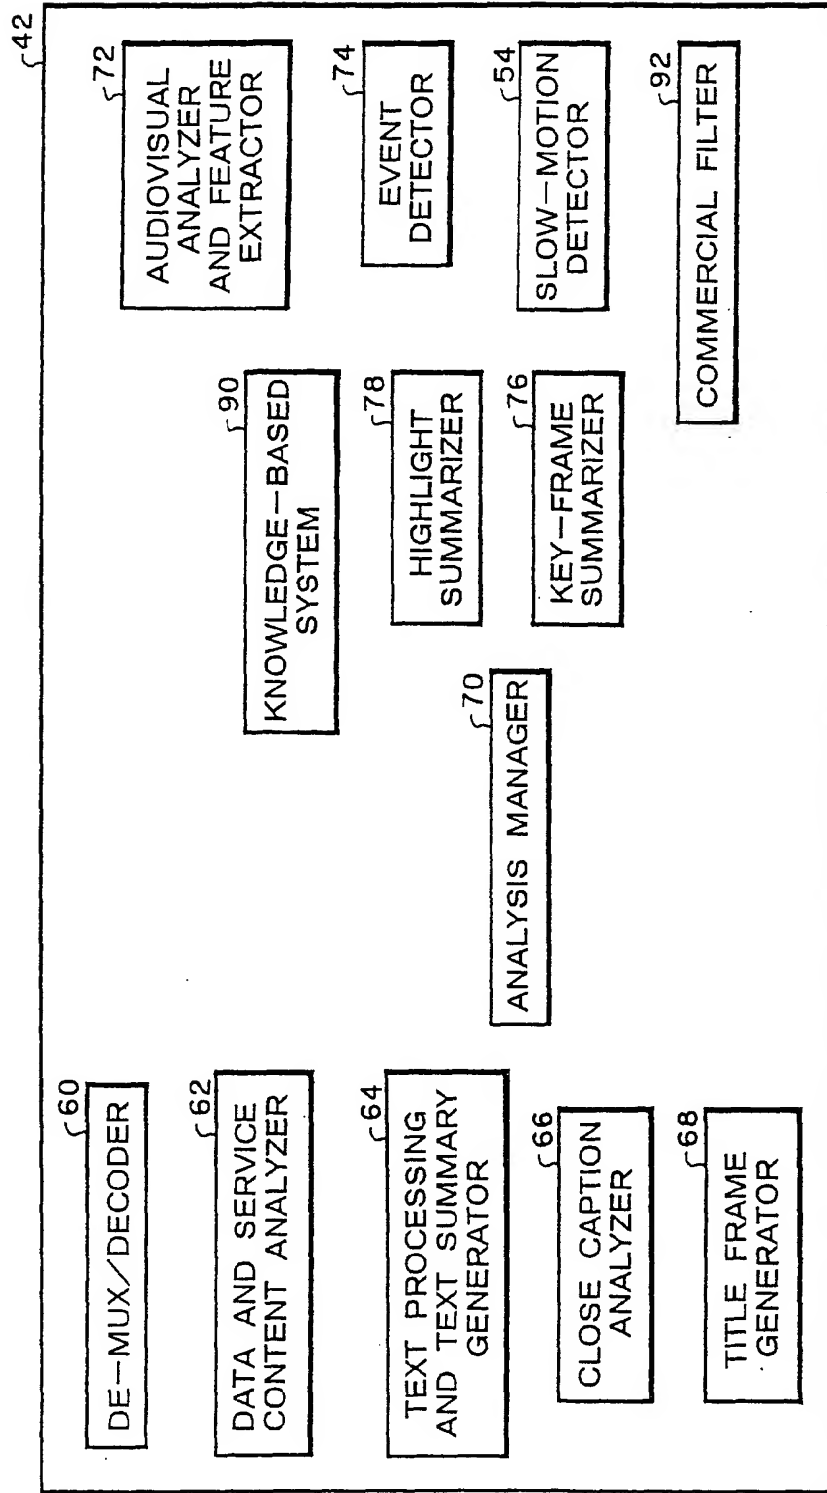 42
60
DE-MUX/DECODER
62
DATA AND SERVICE
CONTENT ANALYZER
64
TEXT PROCESSING
AND TEXT SUMMARY
GENERATOR
66
CLOSE CAPTION
ANALYZER
68
TITLE FRAME
GENERATOR
70
ANALYSIS MANAGER
90
KNOWLEDGE-BASED
SYSTEM
78
HIGHLIGHT
SUMMARIZER
76
KEY-FRAME
SUMMARIZER
72
AUDIOVISUAL
ANALYZER
AND FEATURE
EXTRACTOR
74
EVENT
DETECTOR
54
SLOW-MOTION
DETECTOR
92
COMMERCIAL FILTER